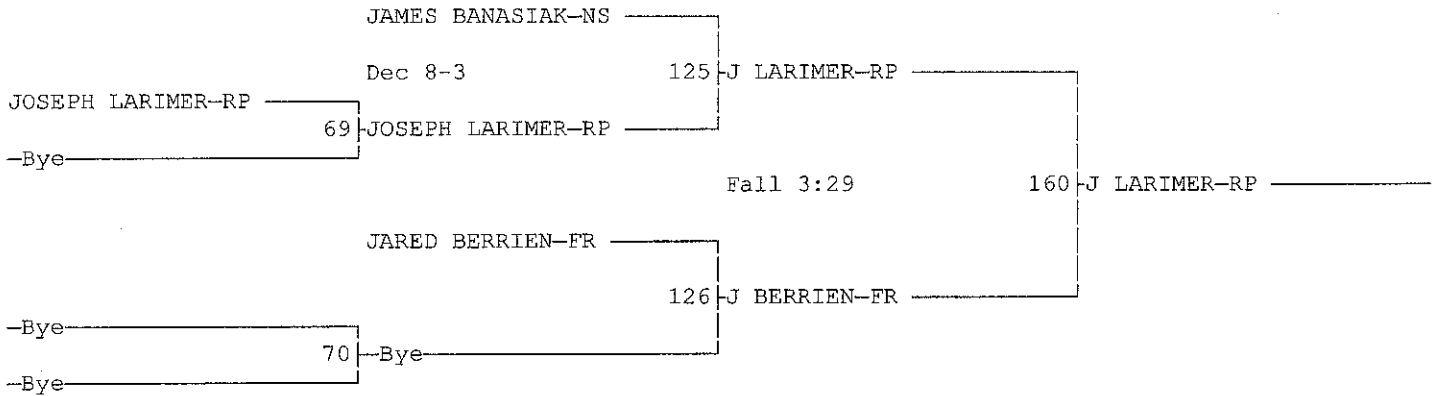 JAMES BANASIAK—NS
Dec 8-3
125 J LARIMER—RP
JOSEPH LARIMER—RP
69 JOSEPH LARIMER—RP
—Bye
Fall 3:29
160 J LARIMER—RP
JARED BERRIEN—FR
126 J BERRIEN—FR
—Bye
70 —Bye
—Bye